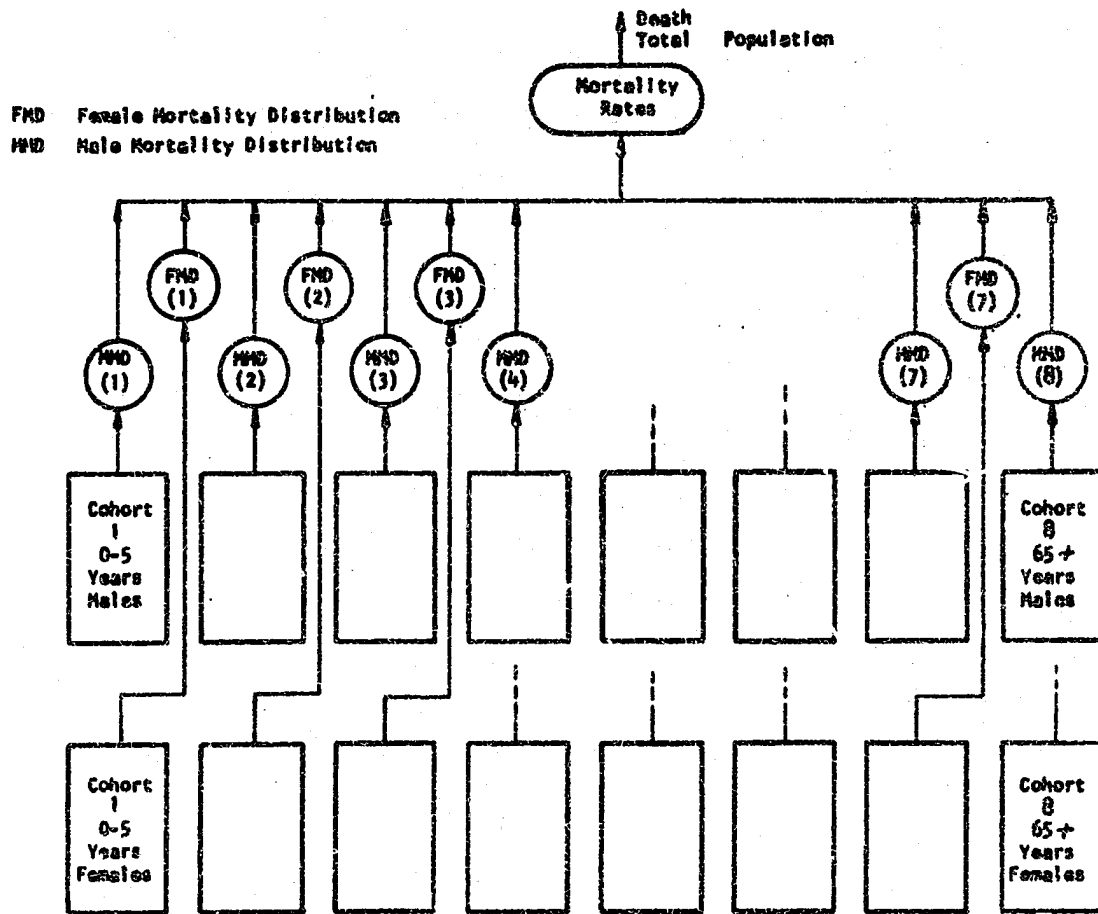 Death
Total Population
Mortality
Rates
FMD Female Mortality Distribution
MMD Male Mortality Distribution
FMD
(1)
FMD
(2)
FMD
(3)
FMD
(7)
MMD
(1)
MMD
(2)
MMD
(3)
MMD
(4)
MMD
(7)
MMD
(8)
Cohort
1
0-5
Years
Males
Cohort
8
65+
Years
Males
Cohort
1
0-5
Years
Females
Cohort
8
65+
Years
Females